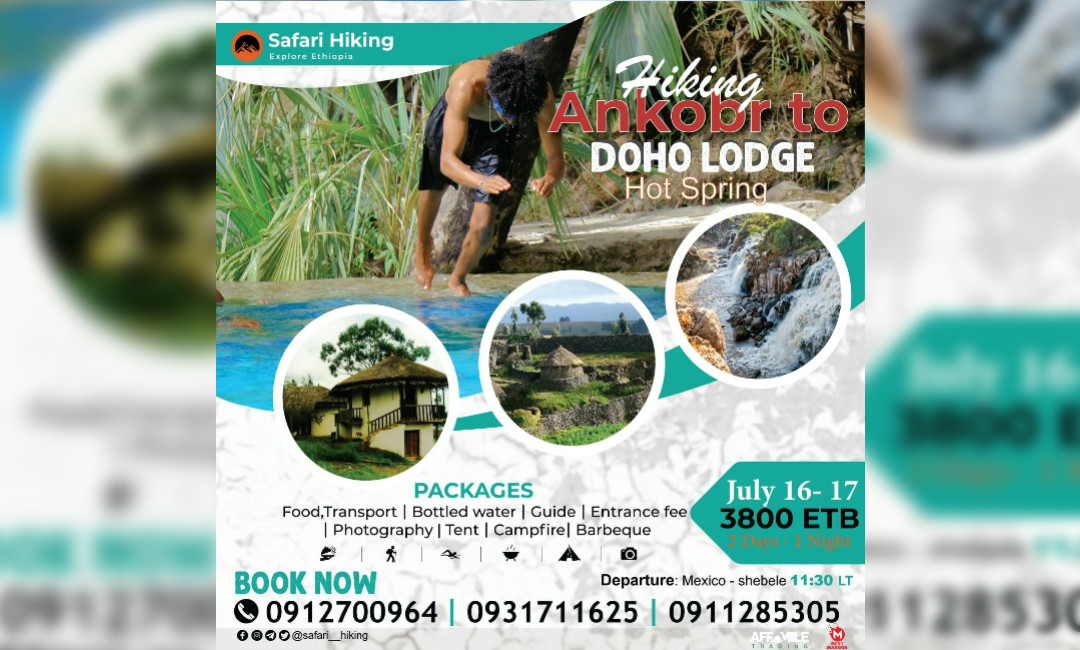 Safari Hiking
Explore Ethiopia
Hiking
Ankobr to
DOHO LODGE
Hot Spring
PACKAGES
Food,Transport | Bottled water | Guide | Entrance fee
| Photography | Tent | Campfire| Barbeque
July 16- 17
3800 ETB
2 Days - 1 Night
BOOK NOW
Departure: Mexico - shebele 11:30 LT
0912700964 | 0931711625 | 0911285305
@safari__hiking
TRADING